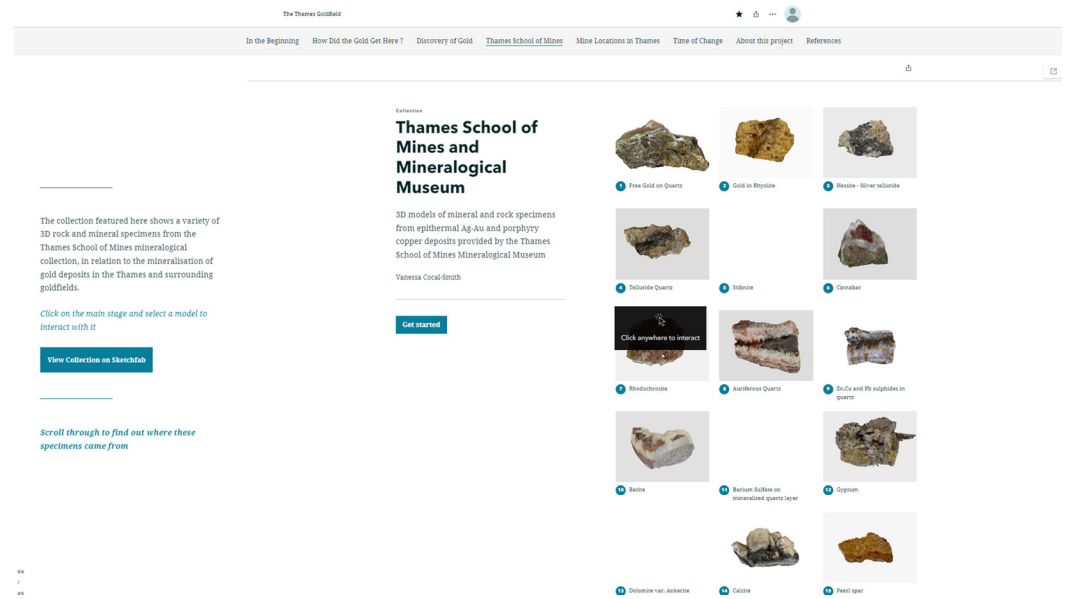 The Thames Goldfield
In the Beginning How Did the Gold Get Here ? Discovery of Gold Thames School of Mines Mine Locations in Thames Time of Change About this project References
The collection featured here shows a variety of
3D rock and mineral specimens from the
Thames School of Mines mineralogical
collection, in relation to the mineralisation of
gold deposits in the Thames and surrounding
goldfields.
Click on the main stage and select a model to
interact with it
View Collection on Sketchfab
Scroll through to find out where these
specimens came from
04
/
05
Collection
Thames School of
Mines and
Mineralogical
Museum
3D models of mineral and rock specimens
from epithermal Ag-Au and porphyry
copper deposits provided by the Thames
School of Mines Mineralogical Museum
Vanessa Cocal-Smith
Get started
1 Free Gold on Quartz
2 Gold in Rhyolite
3 Hessite - Silver telluride
4 Telluride Quartz
5 Stibnite
6 Cinnabar
Click anywhere to interact
7 Rhodochrosite
8 Auriferous Quartz
9 Zn,Cu and Pb sulphides in
quartz
10 Barite
11 Barium Sulfate on
mineralised quartz layer
12 Gypsum
13 Dolomite var. Ankerite
14 Calcite
15 Pearl spar